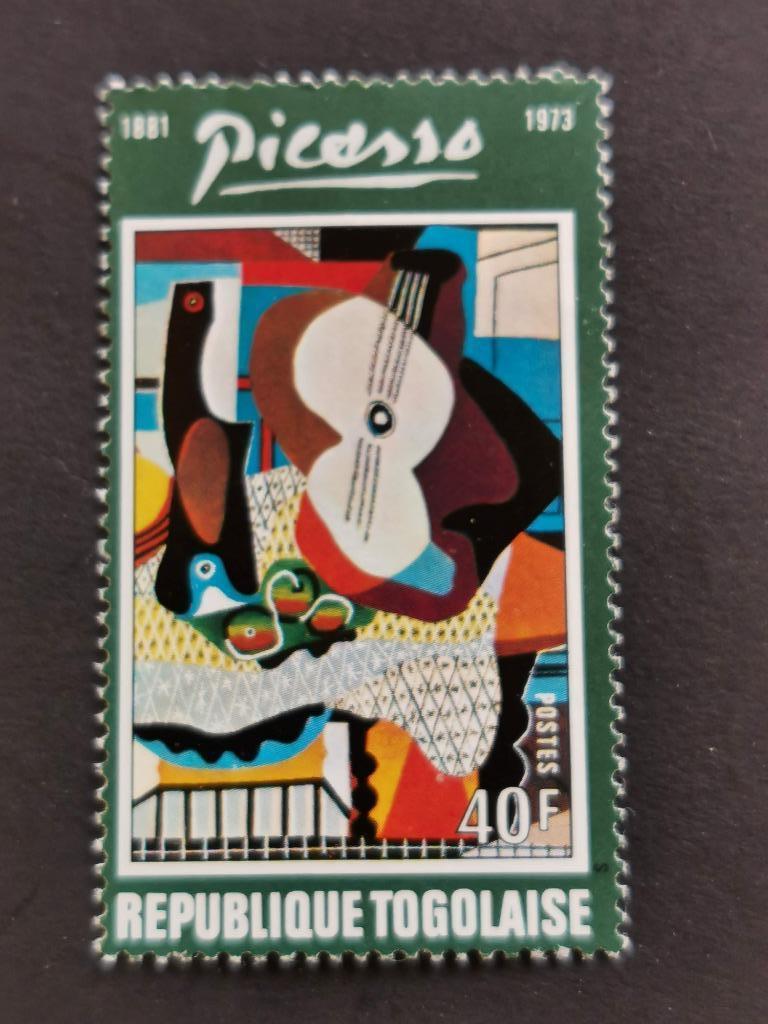 1881
Picasso
1973
POSTES
40F
REPUBLIQUE TOGOLAISE